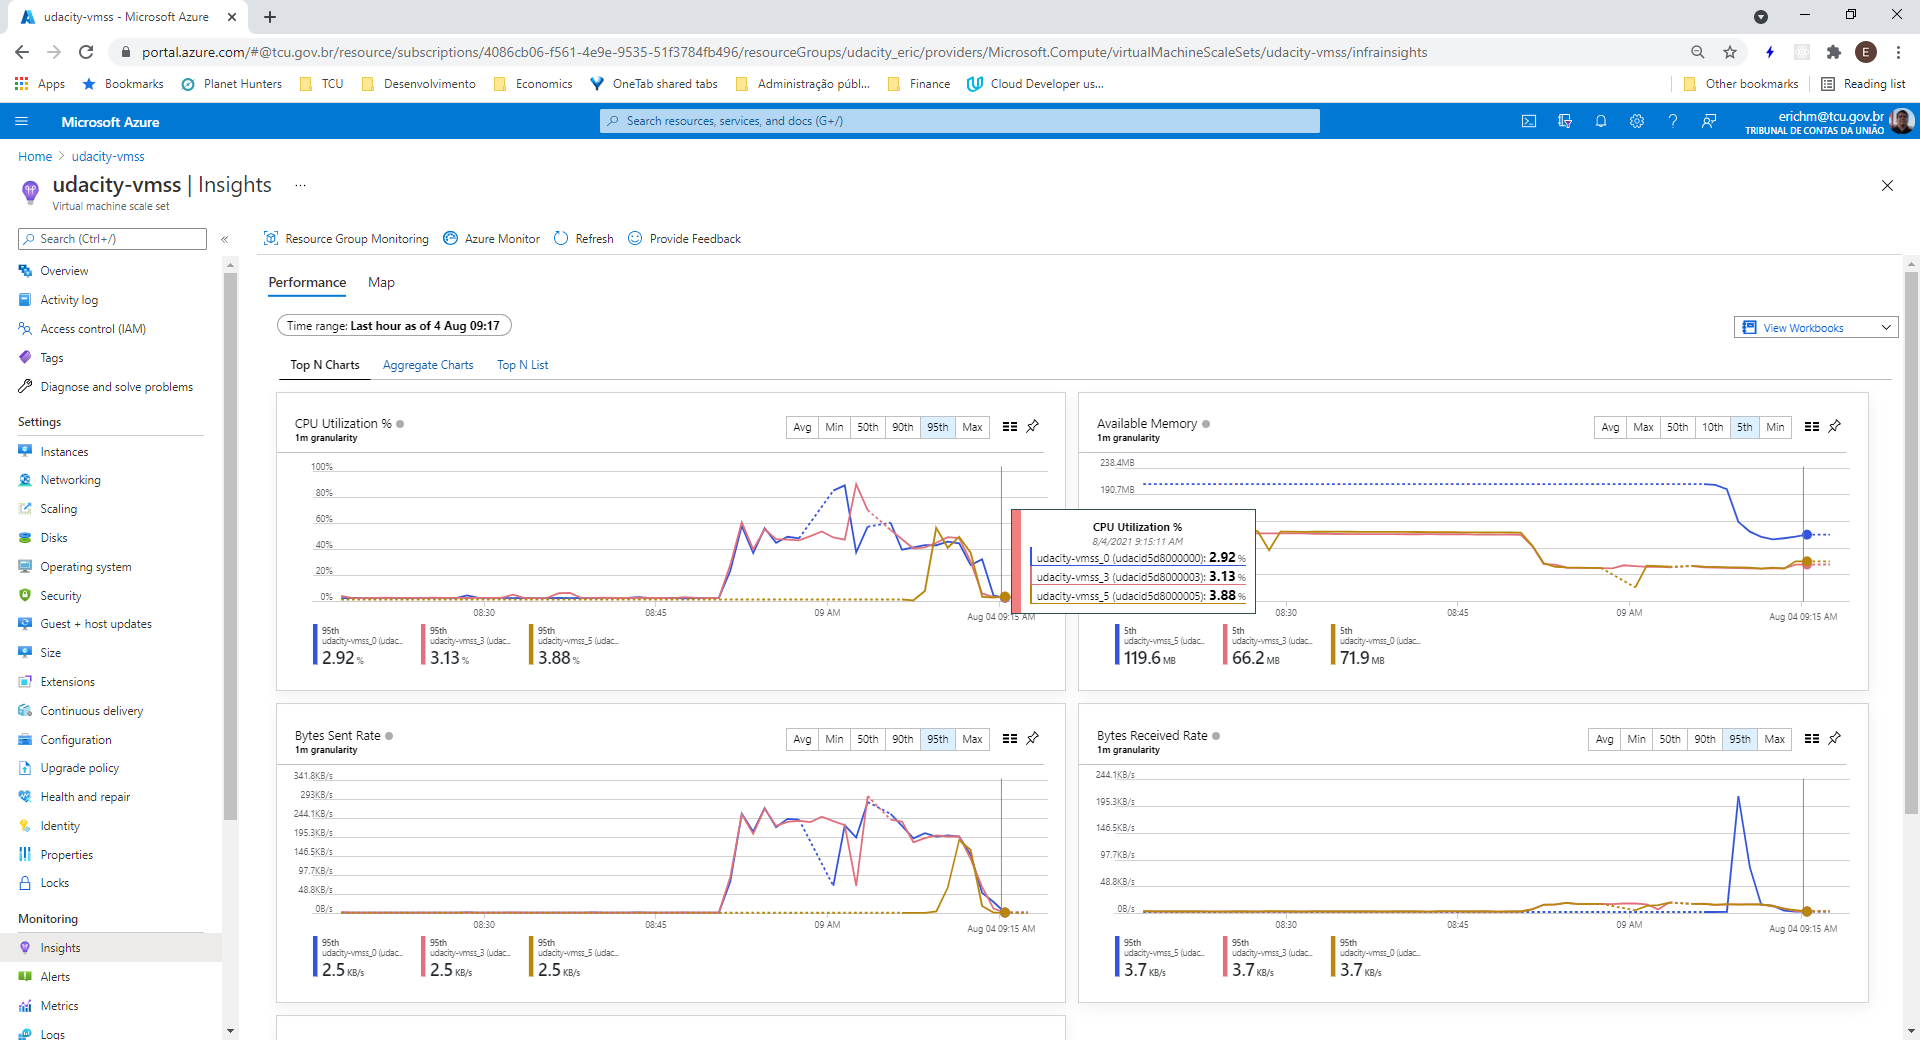 udacity-vmss - Microsoft Azure
portal.azure.com/#@tcu.gov.br/resource/subscriptions/4086cb06-f561-4e9e-9535-51f3784fb496/resourceGroups/udacity_eric/providers/Microsoft.Compute/virtualMachineScaleSets/udacity-vmss/infrainsights
E
Apps Bookmarks Planet Hunters TCU Desenvolvimento Economics OneTab shared tabs Administração públ... Finance Cloud Developer us... Other bookmarks Reading list
Microsoft Azure
Search resources, services, and docs (G+/)
erichm@tcu.gov.br
TRIBUNAL DE CONTAS DA UNIÃO
Home > udacity-vmss
udacity-vmss | Insights ...
Virtual machine scale set
Search (Ctrl+/)
«
Overview
Activity log
Access control (IAM)
Tags
Diagnose and solve problems
Settings
Instances
Networking
Scaling
Disks
Operating system
Security
Guest + host updates
Size
Extensions
Continuous delivery
Configuration
Upgrade policy
Health and repair
Identity
Properties
Locks
Monitoring
Insights
Alerts
Metrics
Logs
Resource Group Monitoring Azure Monitor Refresh Provide Feedback
Performance Map
Time range: Last hour as of 4 Aug 09:17
View Workbooks
Top N Charts Aggregate Charts Top N List
CPU Utilization %
1m granularity
Avg Min 50th 90th 95th Max
100%
80%
60%
40%
20%
0%
08:30 08:45 09 AM Aug 04 09:15 AM
95th
udacity-vmss_0 (udac...
2.92 %
95th
udacity-vmss_3 (udac...
3.13 %
95th
udacity-vmss_5 (udac...
3.88 %
CPU Utilization %
8/4/2021 9:15:11 AM
udacity-vmss_0 (udacid5d8000000): 2.92 %
udacity-vmss_3 (udacid5d8000003): 3.13 %
udacity-vmss_5 (udacid5d8000005): 3.88 %
Available Memory
1m granularity
Avg Max 50th 10th 5th Min
238.4MB
190.7MB
08:30 08:45 09 AM Aug 04 09:15 AM
5th
udacity-vmss_5 (udac...
119.6 MB
5th
udacity-vmss_3 (udac...
66.2 MB
5th
udacity-vmss_0 (udac...
71.9 MB
Bytes Sent Rate
1m granularity
Avg Min 50th 90th 95th Max
341.8KB/s
293KB/s
244.1KB/s
195.3KB/s
146.5KB/s
97.7KB/s
48.8KB/s
0B/s
08:30 08:45 09 AM Aug 04 09:15 AM
95th
udacity-vmss_0 (udac...
2.5 KB/s
95th
udacity-vmss_3 (udac...
2.5 KB/s
95th
udacity-vmss_5 (udac...
2.5 KB/s
Bytes Received Rate
1m granularity
Avg Min 50th 90th 95th Max
244.1KB/s
195.3KB/s
146.5KB/s
97.7KB/s
48.8KB/s
0B/s
08:30 08:45 09 AM Aug 04 09:15 AM
95th
udacity-vmss_5 (udac...
3.7 KB/s
95th
udacity-vmss_3 (udac...
3.7 KB/s
95th
udacity-vmss_0 (udac...
3.7 KB/s